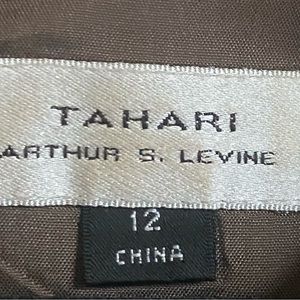 TAHARI
ARTHUR S. LEVINE
12
CHINA